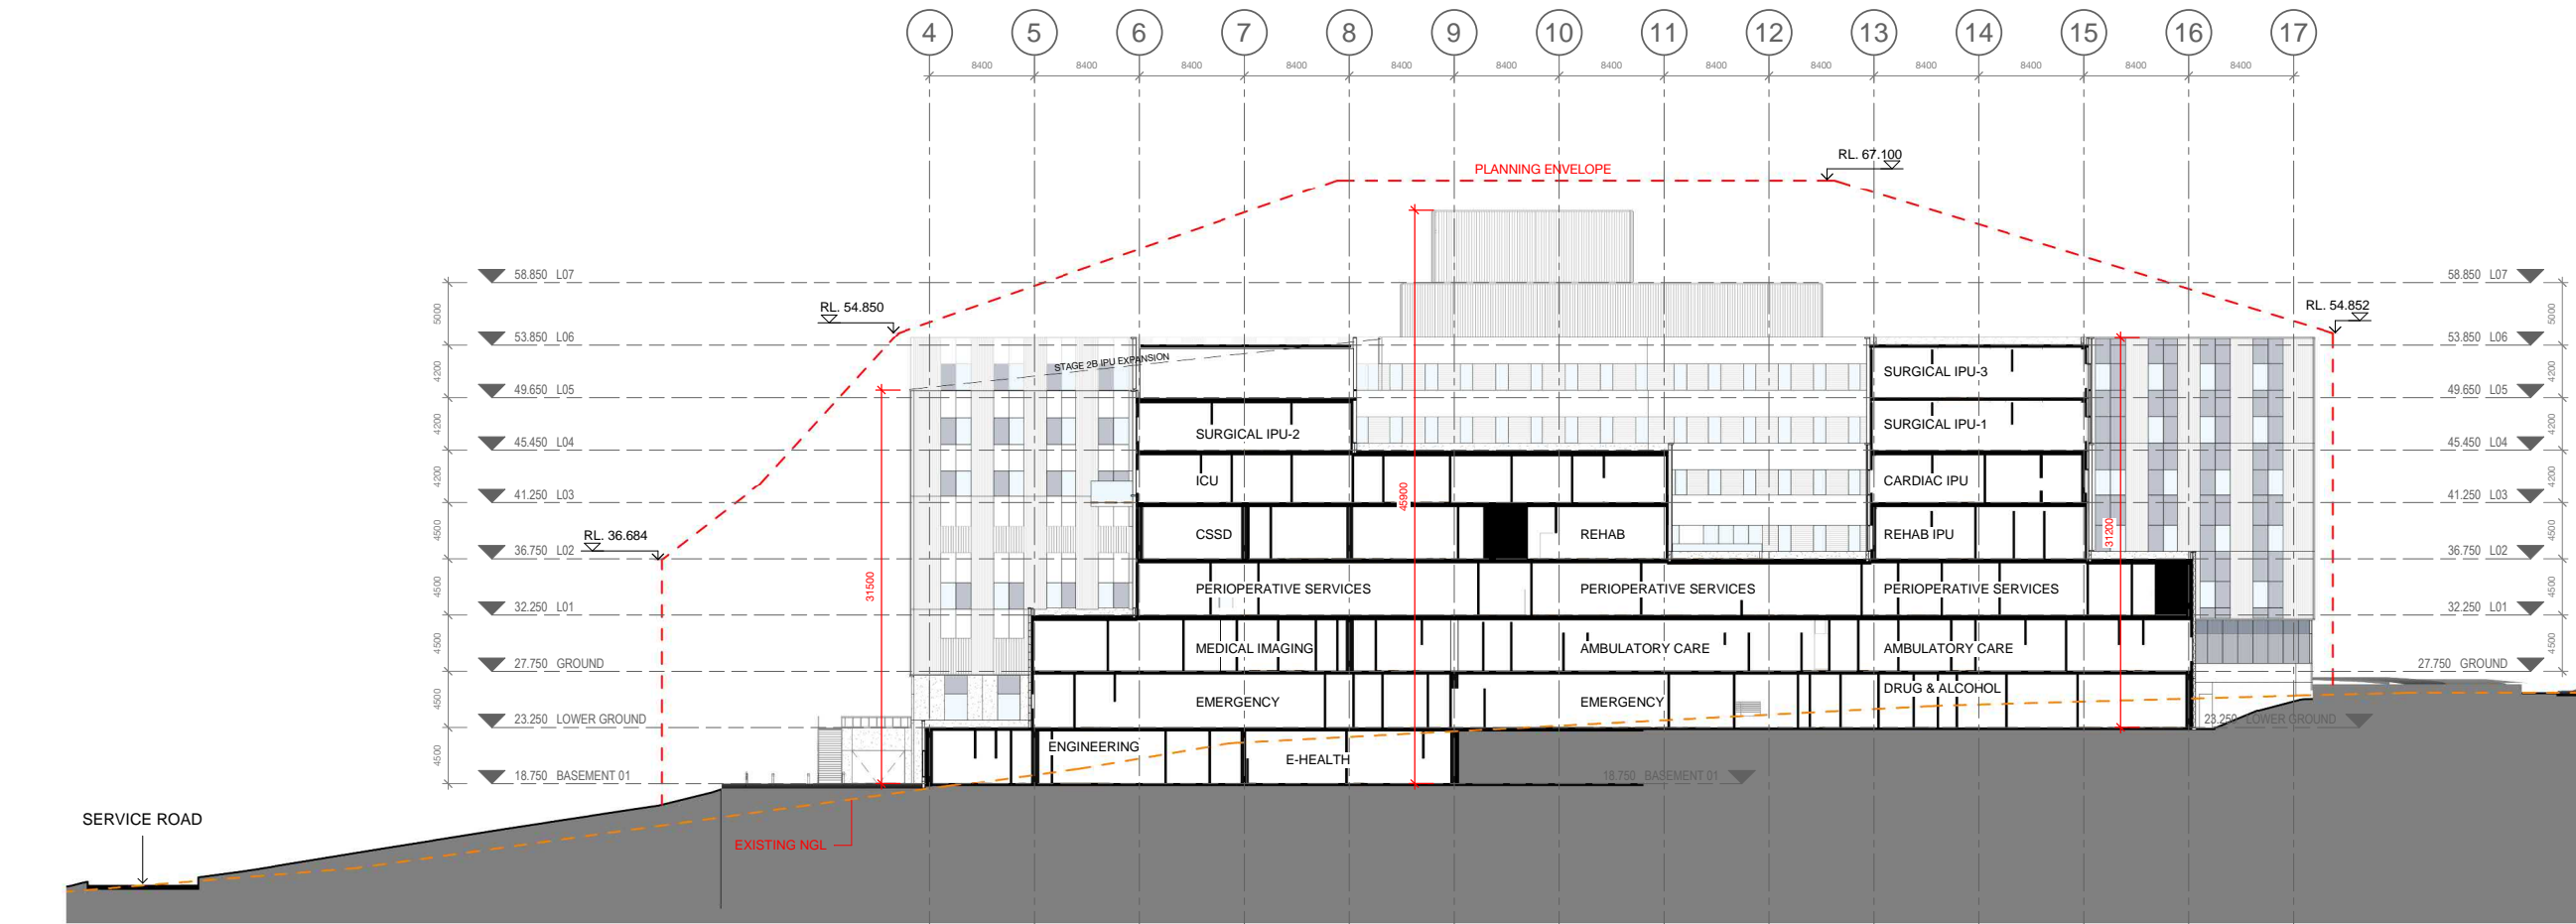 4 5 6 7 8 9 10 11 12 13 14 15 16 17
8400 8400 8400 8400 8400 8400 8400 8400 8400 8400 8400 8400 8400
RL. 67.100
PLANNING ENVELOPE
58.850 L07
58.850 L07
RL. 54.850
RL. 54.852
5000
5000
53.850 L06
53.850 L06
STAGE 2B IPU EXPANSION
4200
SURGICAL IPU-3
4200
49.650 L05
49.650 L05
4200
SURGICAL IPU-2
SURGICAL IPU-1
4200
45.450 L04
45.450 L04
4200
ICU
45900
CARDIAC IPU
4200
41.250 L03
41.250 L03
RL. 36.684
4500
CSSD
REHAB
REHAB IPU
31200
4500
36.750 L02
36.750 L02
31500
4500
PERIOPERATIVE SERVICES
PERIOPERATIVE SERVICES
PERIOPERATIVE SERVICES
4500
32.250 L01
32.250 L01
4500
MEDICAL IMAGING
AMBULATORY CARE
AMBULATORY CARE
4500
27.750 GROUND
27.750 GROUND
4500
EMERGENCY
EMERGENCY
DRUG & ALCOHOL
23.250 LOWER GROUND
23.250 LOWER GROUND
4500
ENGINEERING
E-HEALTH
18.750 BASEMENT 01
18.750 BASEMENT 01
SERVICE ROAD
EXISTING NGL